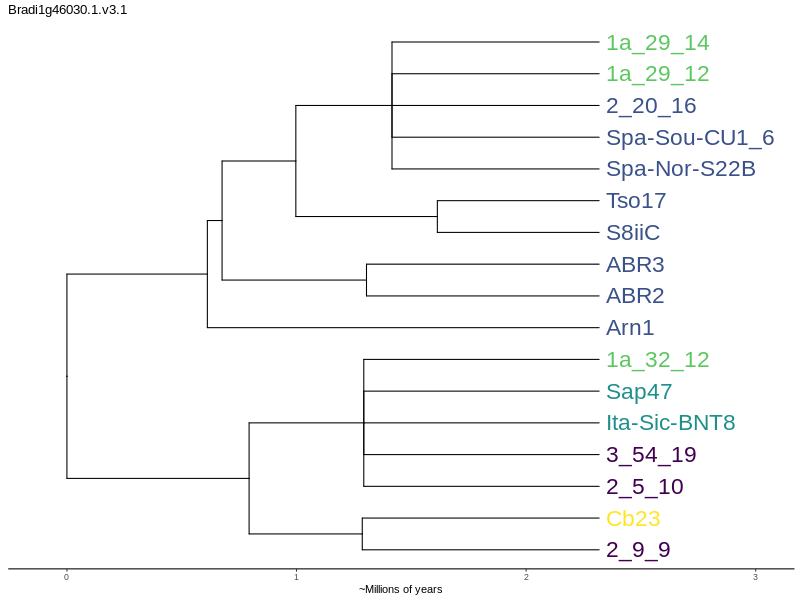 Bradi1g46030.1.v3.1
1a_29_14
1a_29_12
2_20_16
Spa-Sou-CU1_6
Spa-Nor-S22B
Tso17
S8iiC
ABR3
ABR2
Arn1
1a_32_12
Sap47
Ita-Sic-BNT8
3_54_19
2_5_10
Cb23
2_9_9
0 1 2 3
~Millions of years